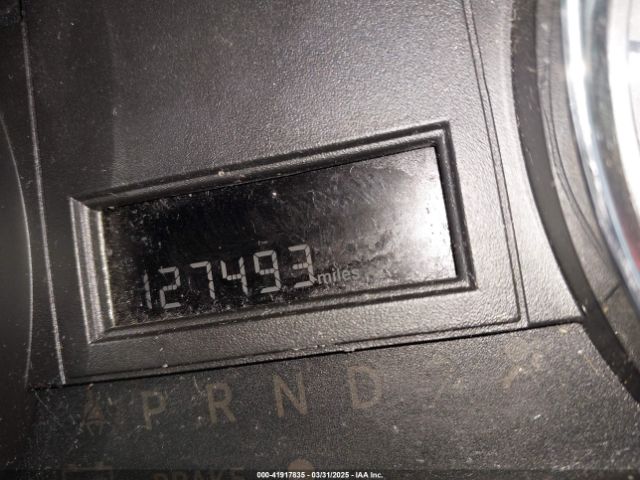 127493 miles
P R N D
BRAKE
000-41917835 - 03/31/2025 - IAA Inc.